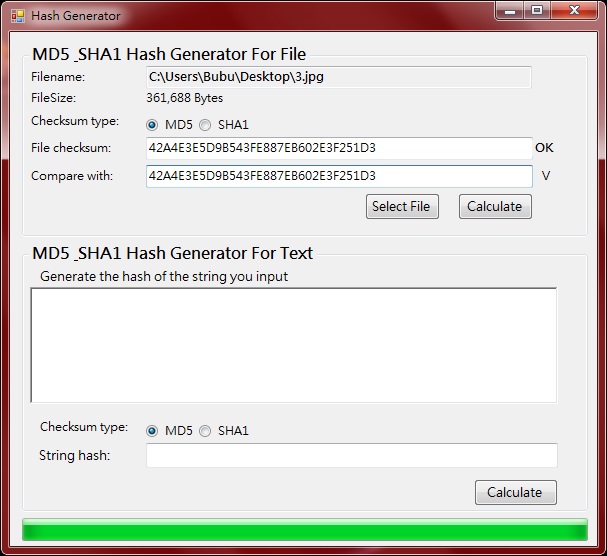 Hash Generator
MD5 _SHA1 Hash Generator For File
Filename: C:\Users\Bubu\Desktop\3.jpg
FileSize: 361,688 Bytes
Checksum type: MD5 SHA1
File checksum: 42A4E3E5D9B543FE887EB602E3F251D3 OK
Compare with: 42A4E3E5D9B543FE887EB602E3F251D3 V
Select File Calculate
MD5 _SHA1 Hash Generator For Text
Generate the hash of the string you input
Checksum type: MD5 SHA1
String hash:
Calculate